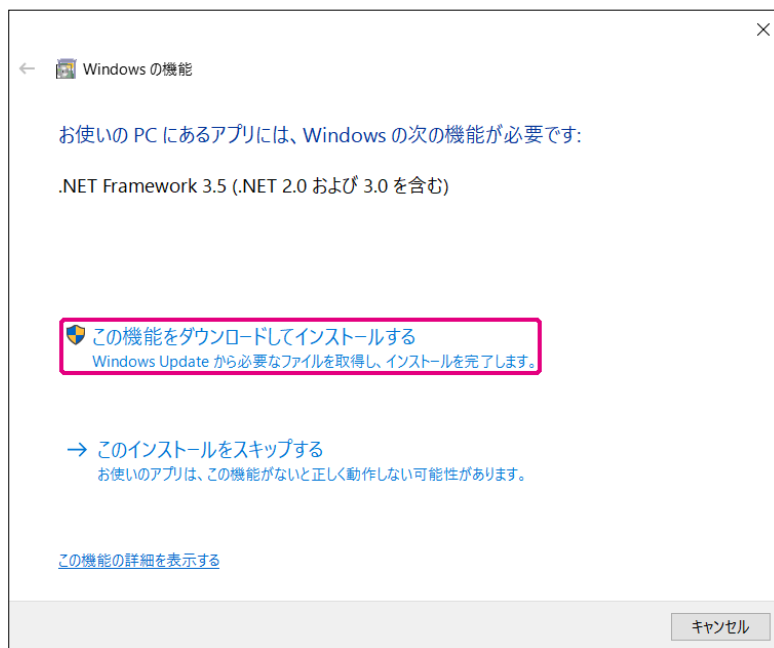 Windows の機能
お使いの PC にあるアプリには、Windows の次の機能が必要です:
.NET Framework 3.5 (.NET 2.0 および 3.0 を含む)
この機能をダウンロードしてインストールする
Windows Update から必要なファイルを取得し、インストールを完了します。
このインストールをスキップする
お使いのアプリは、この機能がないと正しく動作しない可能性があります。
この機能の詳細を表示する
キャンセル